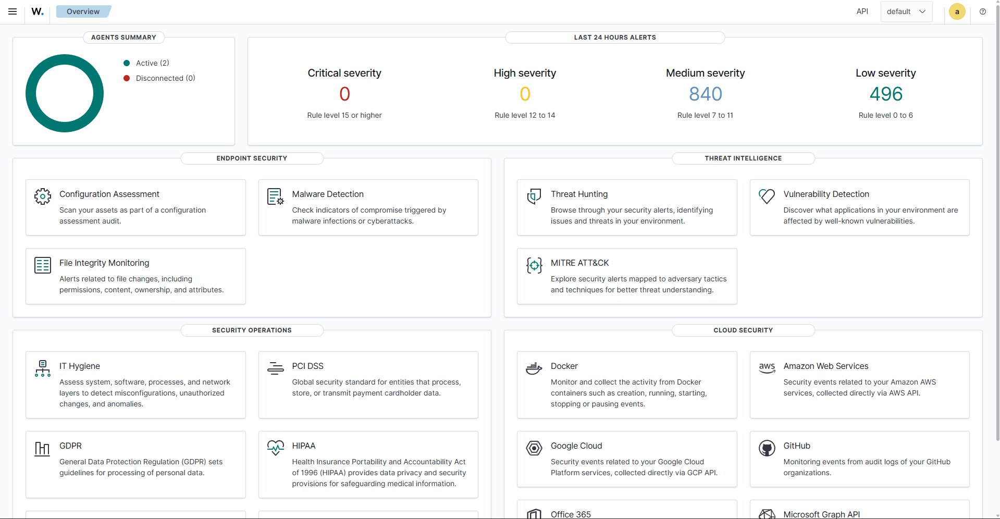 W.
Overview
API
default
a
AGENTS SUMMARY
Active (2)
Disconnected (0)
LAST 24 HOURS ALERTS
Critical severity
0
Rule level 15 or higher
High severity
0
Rule level 12 to 14
Medium severity
840
Rule level 7 to 11
Low severity
496
Rule level 0 to 6
ENDPOINT SECURITY
Configuration Assessment
Scan your assets as part of a configuration
assessment audit.
Malware Detection
Check indicators of compromise triggered by
malware infections or cyberattacks.
File Integrity Monitoring
Alerts related to file changes, including
permissions, content, ownership, and attributes.
THREAT INTELLIGENCE
Threat Hunting
Browse through your security alerts, identifying
issues and threats in your environment.
Vulnerability Detection
Discover what applications in your environment are
affected by well-known vulnerabilities.
MITRE ATT&CK
Explore security alerts mapped to adversary tactics
and techniques for better threat understanding.
SECURITY OPERATIONS
IT Hygiene
Assess system, software, processes, and network
layers to detect misconfigurations, unauthorized
changes, and anomalies.
PCI DSS
Global security standard for entities that process,
store, or transmit payment cardholder data.
GDPR
General Data Protection Regulation (GDPR) sets
guidelines for processing of personal data.
HIPAA
Health Insurance Portability and Accountability Act
of 1996 (HIPAA) provides data privacy and security
provisions for safeguarding medical information.
CLOUD SECURITY
Docker
Monitor and collect the activity from Docker
containers such as creation, running, starting,
stopping or pausing events.
aws
Amazon Web Services
Security events related to your Amazon AWS
services, collected directly via AWS API.
Google Cloud
Security events related to your Google Cloud
Platform services, collected directly via GCP API.
GitHub
Monitoring events from audit logs of your GitHub
organizations.
Office 365
Microsoft Graph API